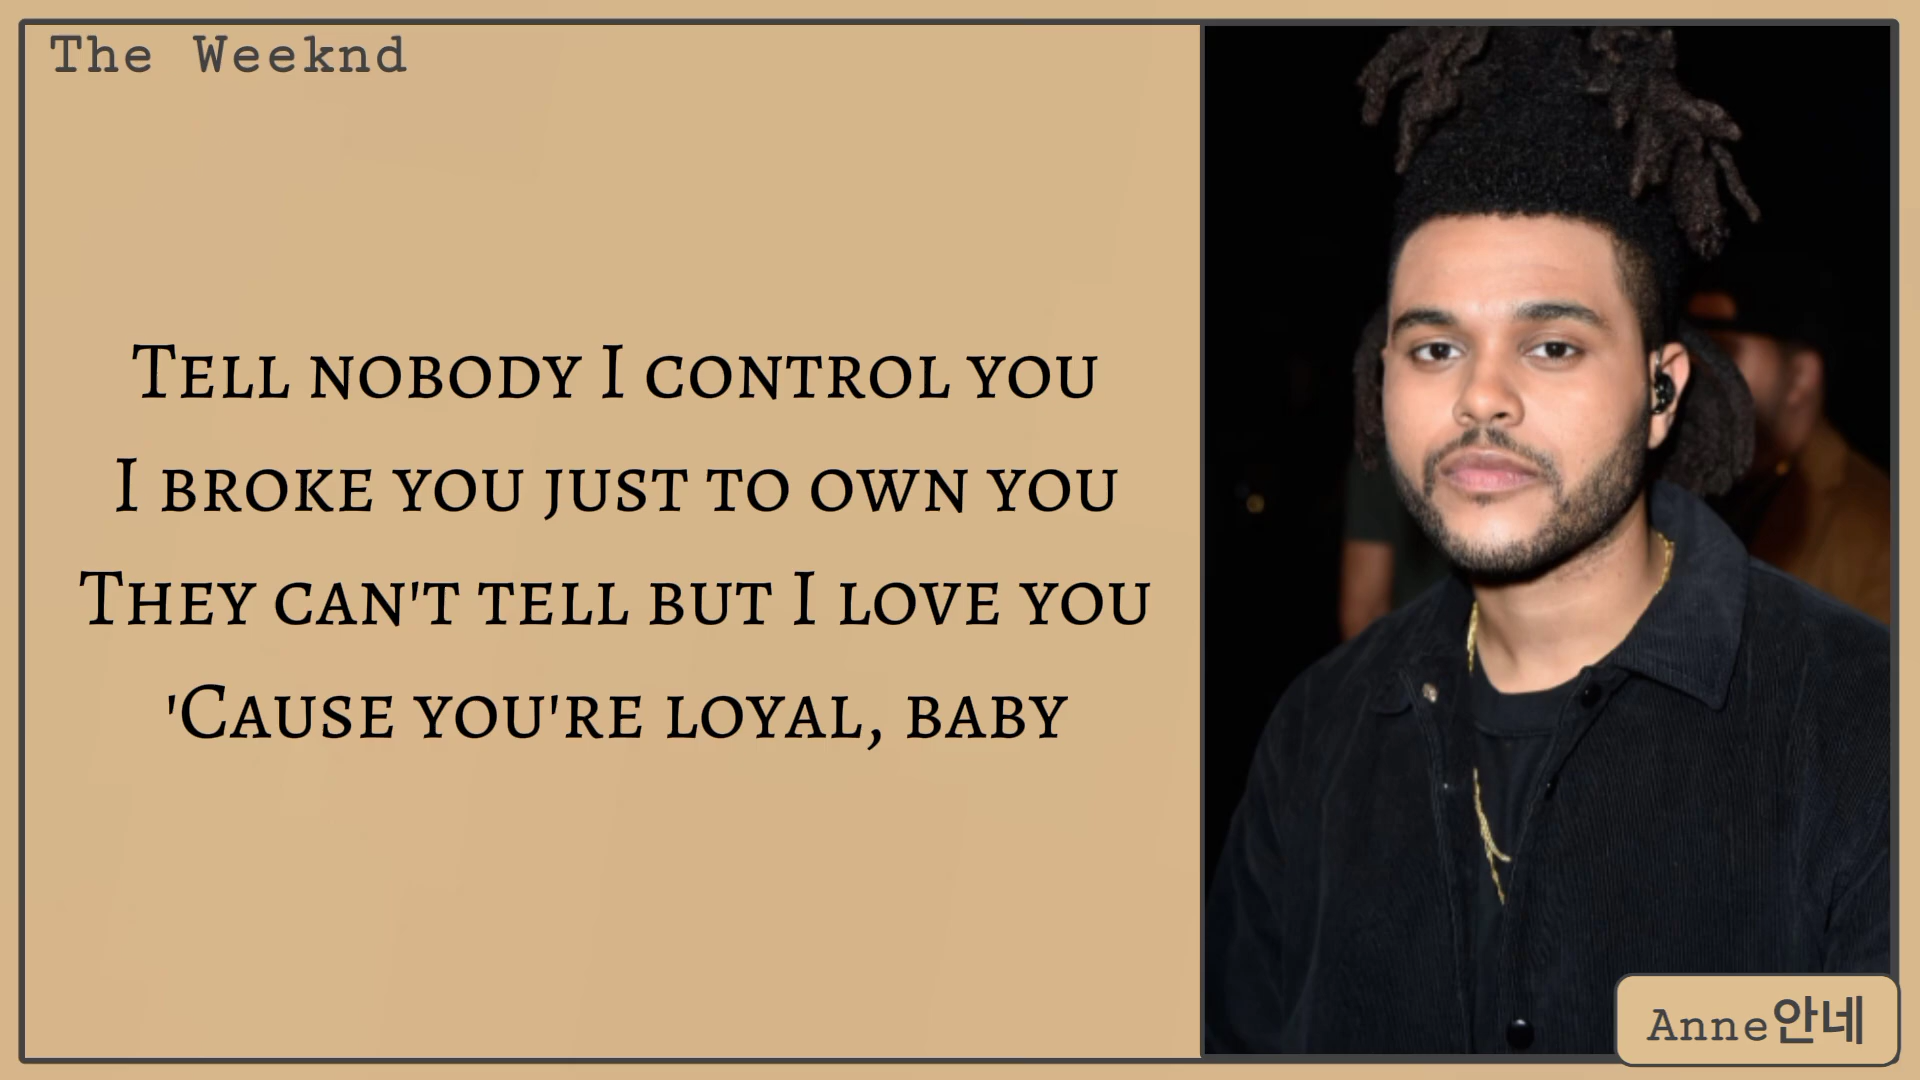 The Weeknd
Tell nobody I control you
I broke you just to own you
They can't tell but I love you
'Cause you're loyal, baby
Anne안네